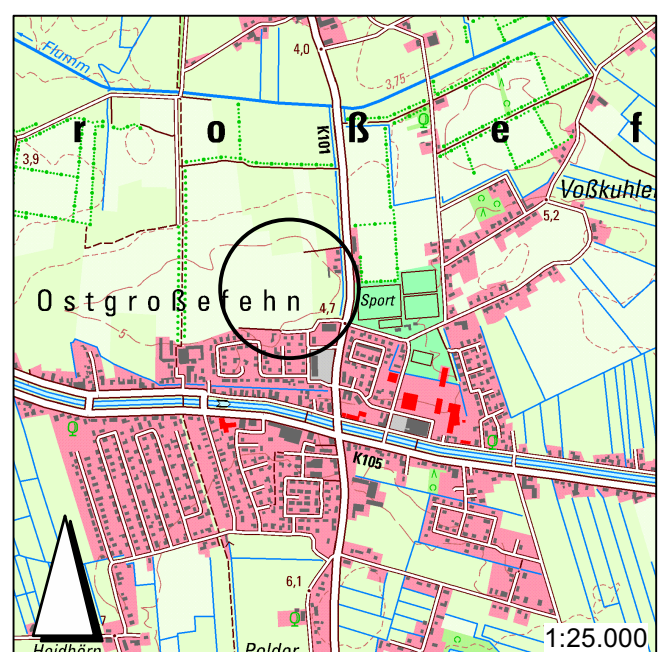 Flumm
4,0
3,75
r o ß e f
K101
3,9
Voßkuhle
5,2
Ostgroßefehn
4,7
Sport
5
K105
6,1
1:25.000
Polder